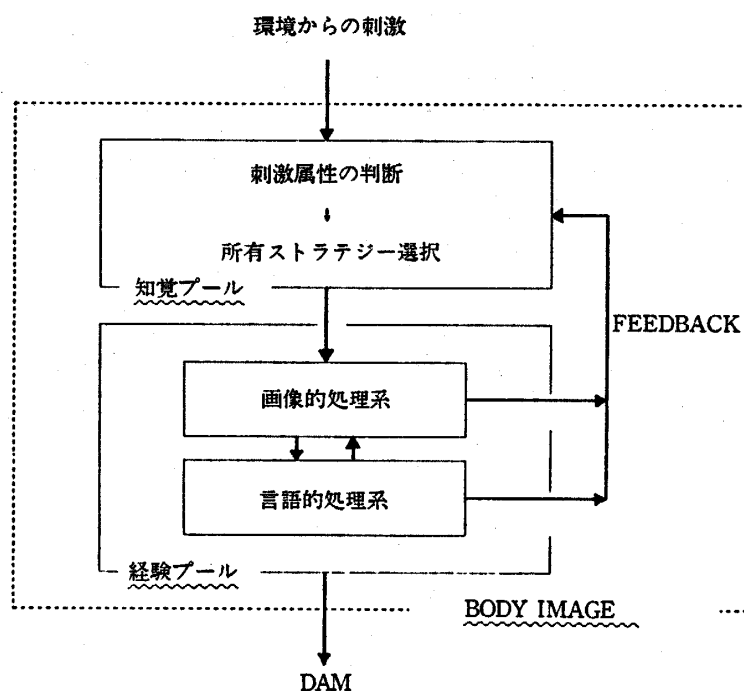 環境からの刺激
刺激属性の判断
所有ストラテジー選択
知覚プール
FEEDBACK
画像的処理系
言語的処理系
経験プール
BODY IMAGE
DAM